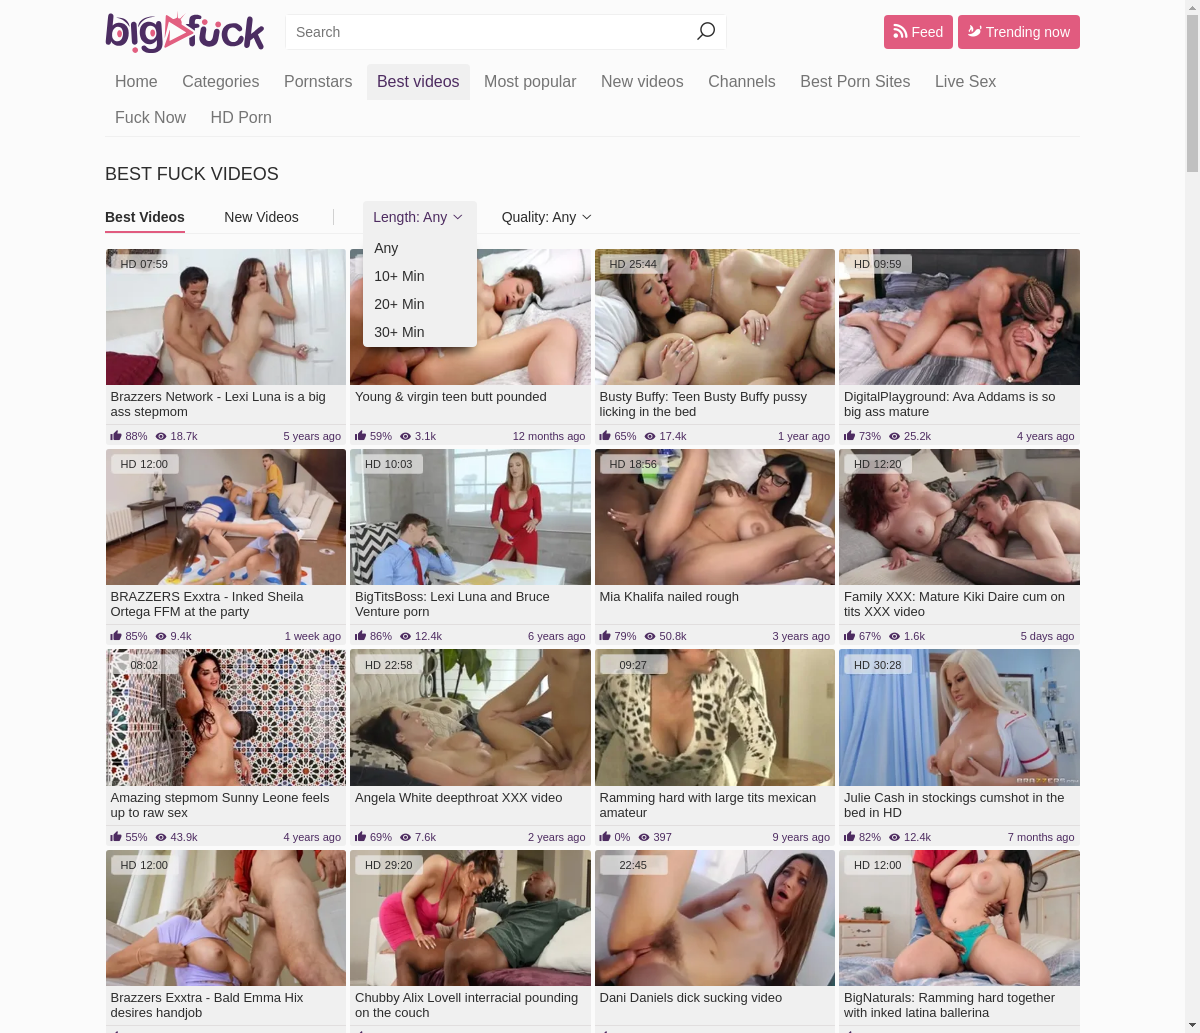 bigfuck
Search
Feed
Trending now
Home Categories Pornstars Best videos Most popular New videos Channels Best Porn Sites Live Sex
Fuck Now HD Porn
BEST FUCK VIDEOS
Best Videos New Videos Length: Any Quality: Any
Any
10+ Min
20+ Min
30+ Min
HD 07:59
HD 25:44
HD 09:59
Brazzers Network - Lexi Luna is a big
ass stepmom
88% 18.7k 5 years ago
Young & virgin teen butt pounded
59% 3.1k 12 months ago
Busty Buffy: Teen Busty Buffy pussy
licking in the bed
65% 17.4k 1 year ago
DigitalPlayground: Ava Addams is so
big ass mature
73% 25.2k 4 years ago
HD 12:00
HD 10:03
HD 18:56
HD 12:20
BRAZZERS Exxtra - Inked Sheila
Ortega FFM at the party
85% 9.4k 1 week ago
BigTitsBoss: Lexi Luna and Bruce
Venture porn
86% 12.4k 6 years ago
Mia Khalifa nailed rough
79% 50.8k 3 years ago
Family XXX: Mature Kiki Daire cum on
tits XXX video
67% 1.6k 5 days ago
08:02
HD 22:58
09:27
HD 30:28
BRAZZERS
Amazing stepmom Sunny Leone feels
up to raw sex
55% 43.9k 4 years ago
Angela White deepthroat XXX video
69% 7.6k 2 years ago
Ramming hard with large tits mexican
amateur
0% 397 9 years ago
Julie Cash in stockings cumshot in the
bed in HD
82% 12.4k 7 months ago
HD 12:00
HD 29:20
22:45
HD 12:00
Brazzers Exxtra - Bald Emma Hix
desires handjob
Chubby Alix Lovell interracial pounding
on the couch
Dani Daniels dick sucking video
BigNaturals: Ramming hard together
with inked latina ballerina